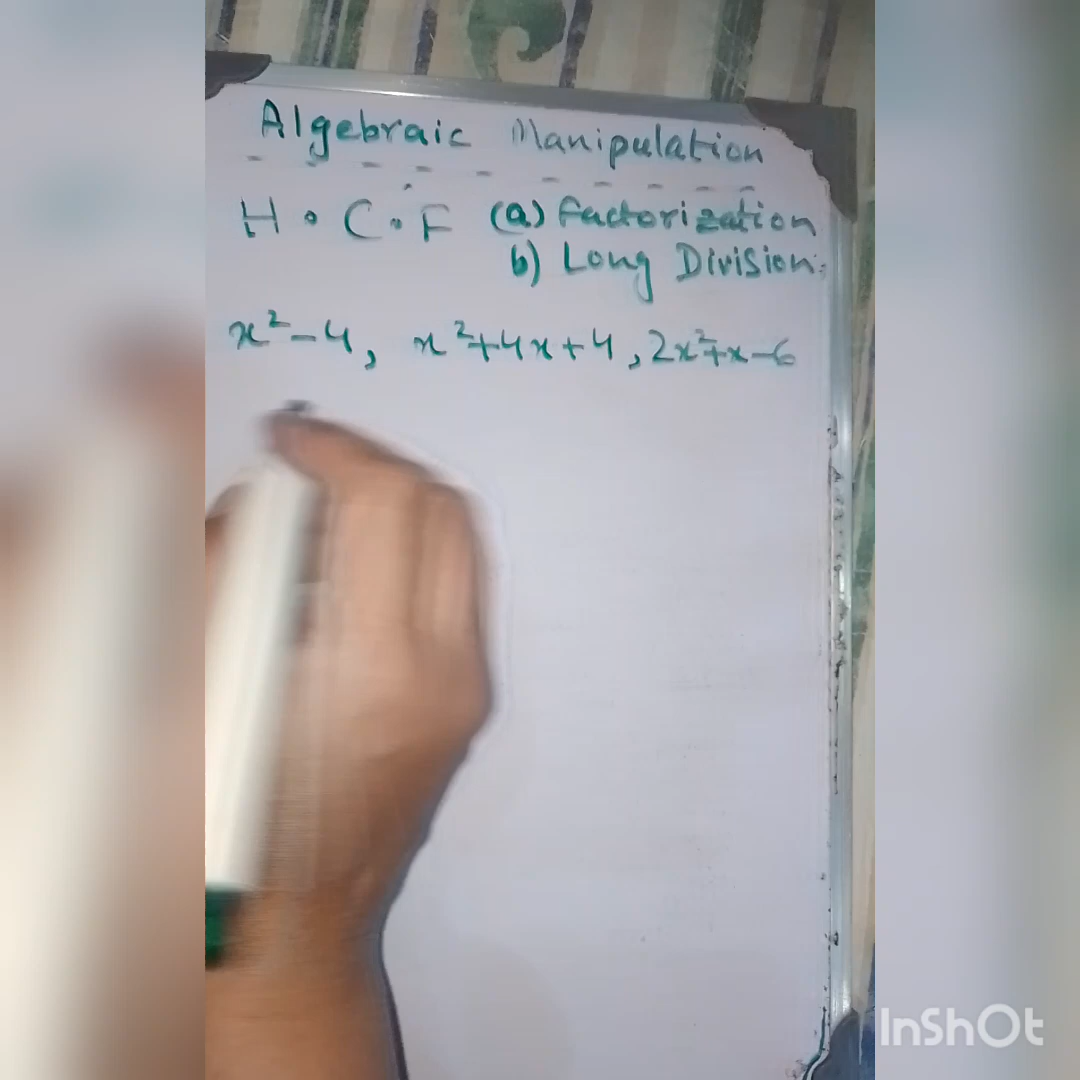 Algebraic Manipulation
H.C.F (a) Factorization
b) Long Division
x²-4, x²+4x+4, 2x²+x-6
InShOt